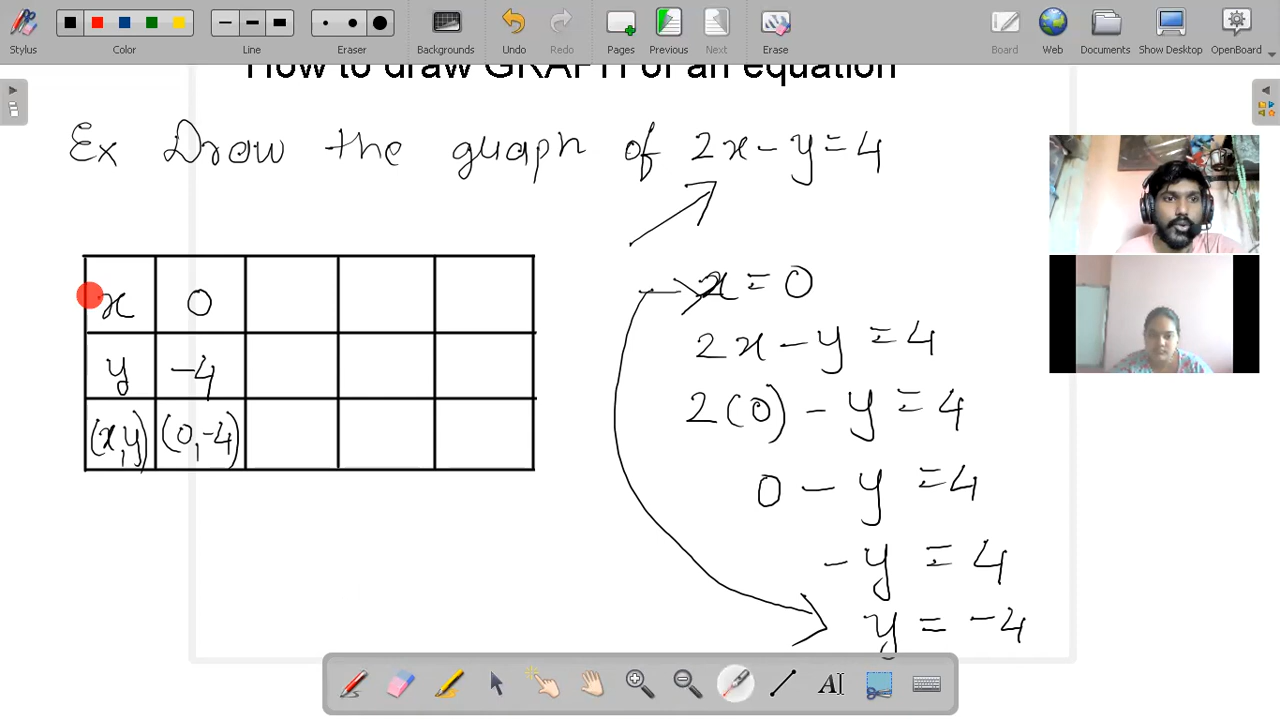 Stylus Color Line Eraser Backgrounds Undo Redo Pages Previous Next Erase Board Web Documents Show Desktop OpenBoard
How to draw GRAPH of an equation
Ex Draw the guaph of 2x - y = 4
x 0
y -4
(x,y) (0,-4)
x = 0
2x - y = 4
2(0) - y = 4
0 - y = 4
-y = 4
y = -4
AI